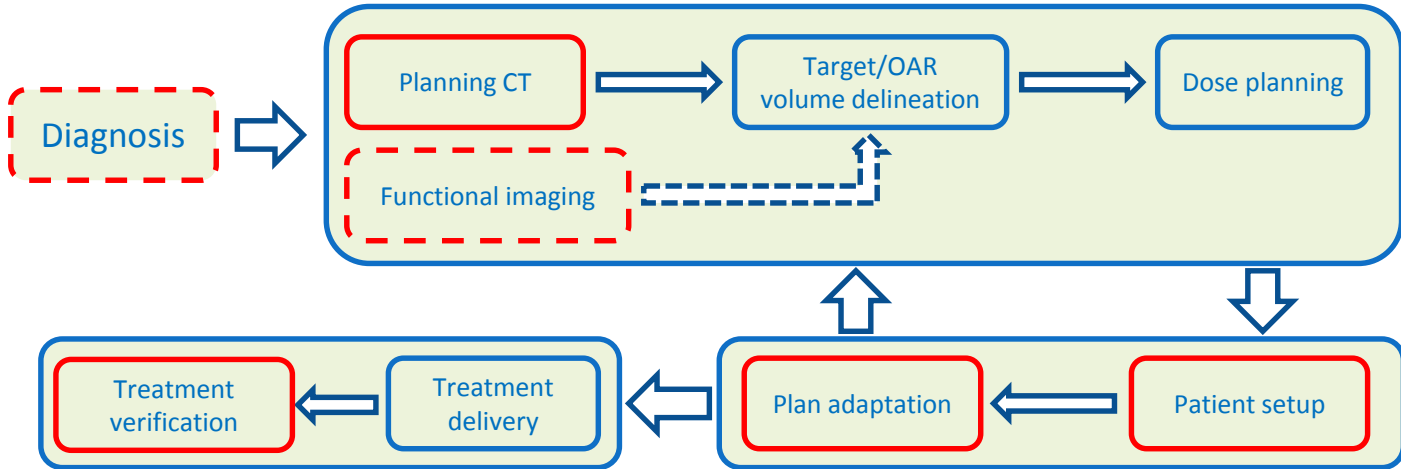 Diagnosis
Planning CT
Target/OAR
volume delineation
Dose planning
Functional imaging
Treatment
verification
Treatment
delivery
Plan adaptation
Patient setup